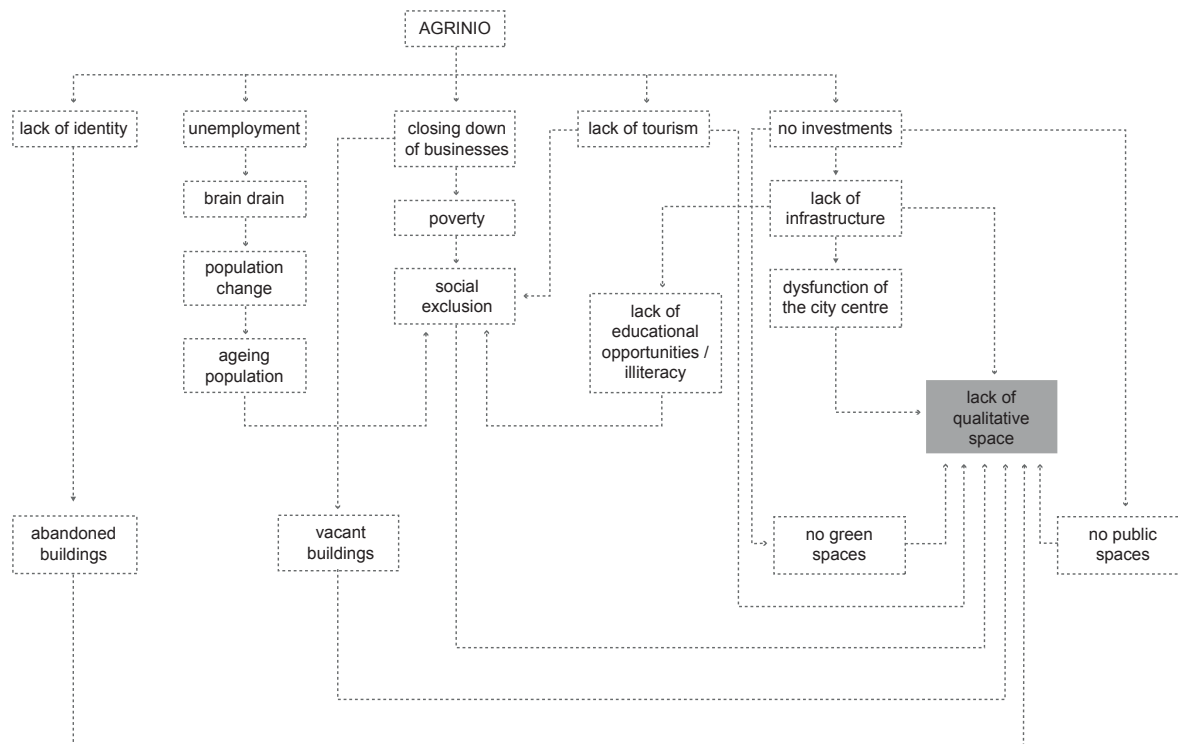 AGRINIO
lack of identity
unemployment
closing down
of businesses
lack of tourism
no investments
brain drain
poverty
lack of
infrastructure
population
change
social
exclusion
lack of
educational
opportunities /
illiteracy
dysfunction of
the city centre
ageing
population
lack of
qualitative
space
abandoned
buildings
vacant
buildings
no green
spaces
no public
spaces